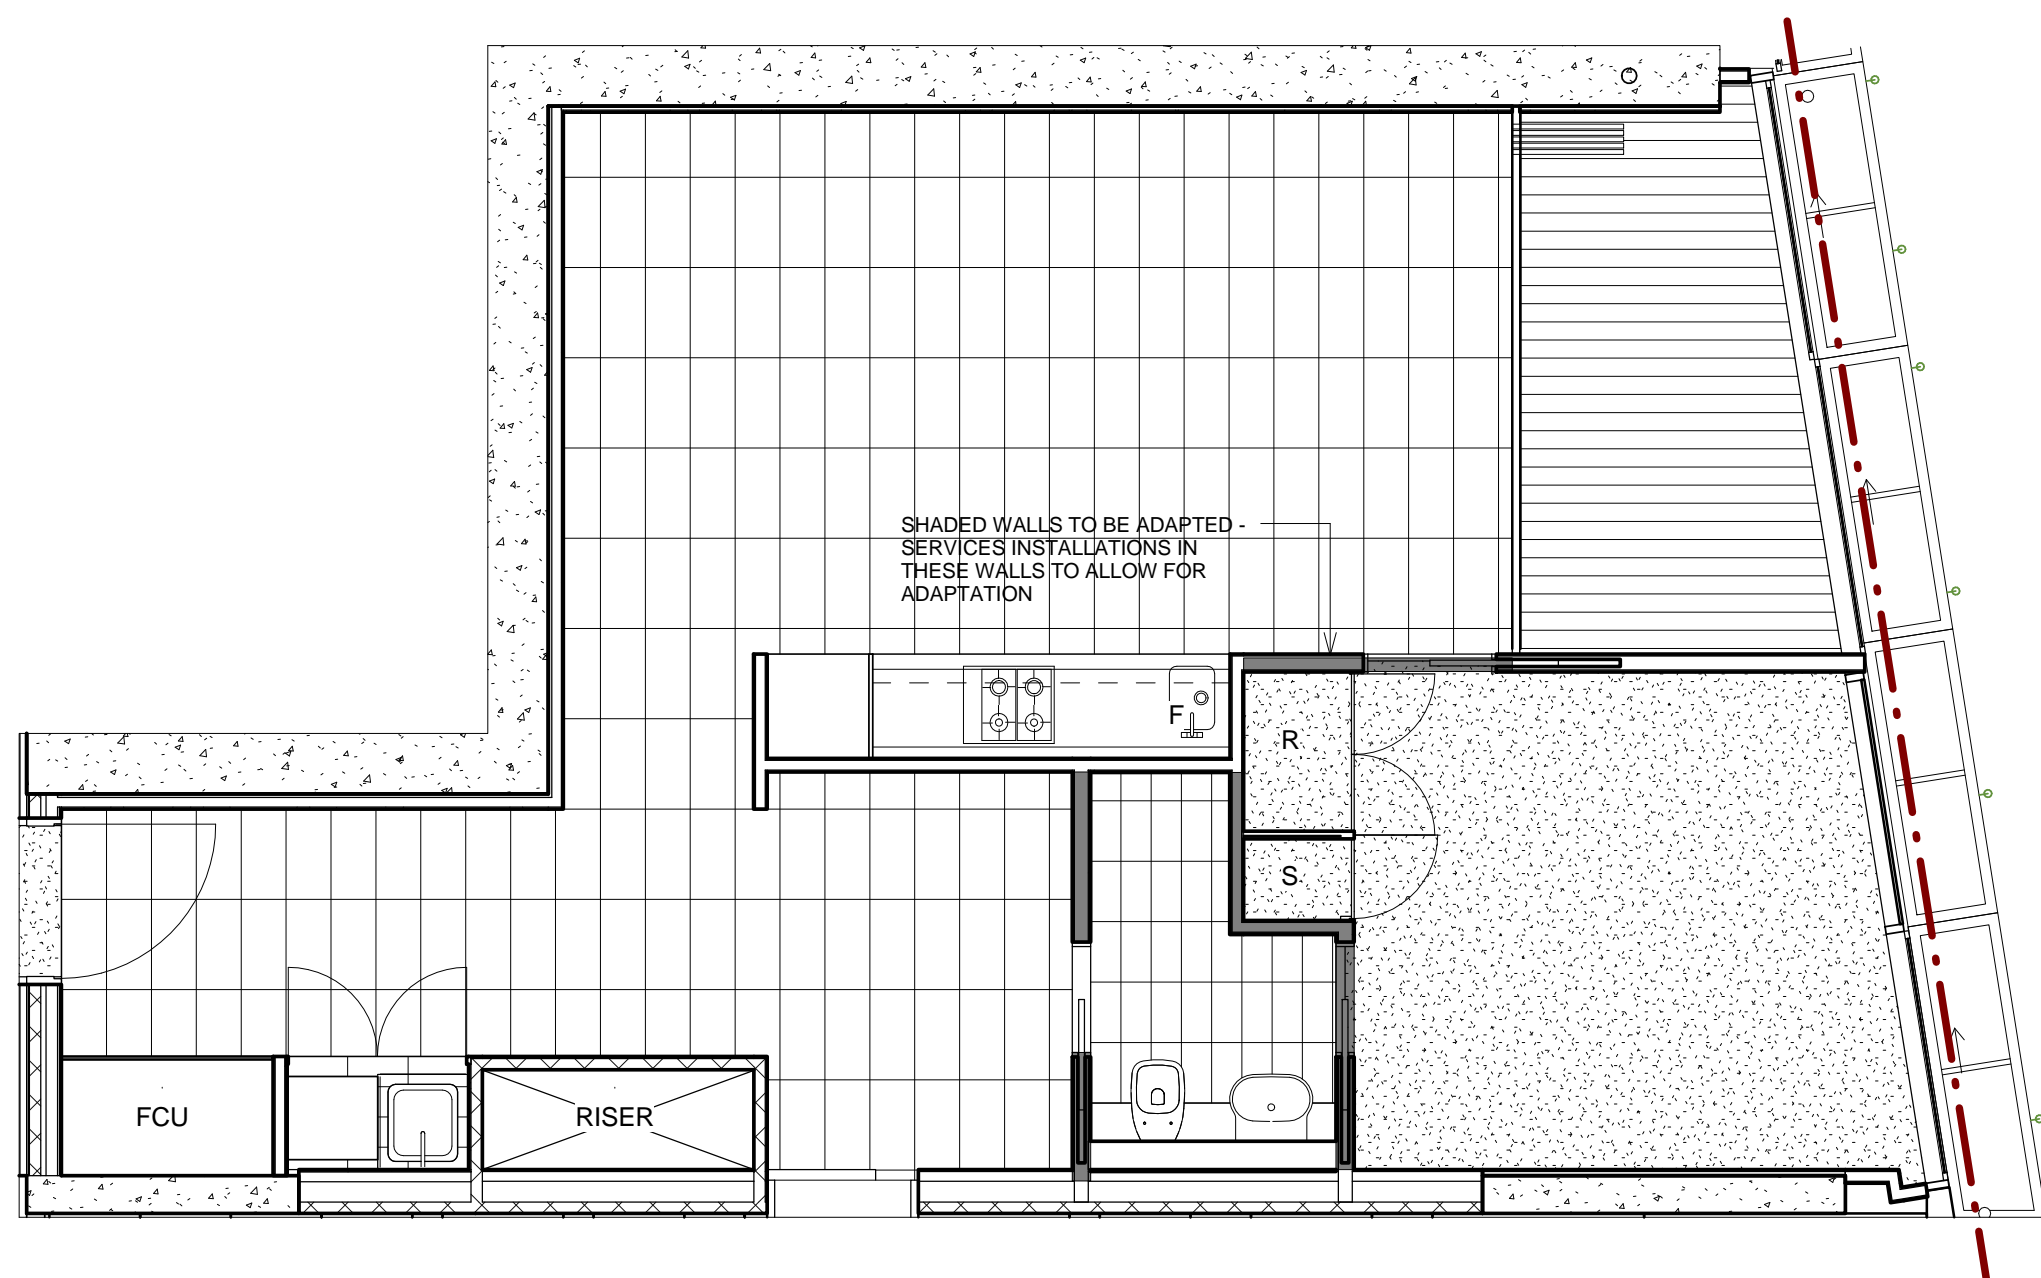 SHADED WALLS TO BE ADAPTED -
SERVICES INSTALLATIONS IN
THESE WALLS TO ALLOW FOR
ADAPTATION
F
R
S
FCU
RISER